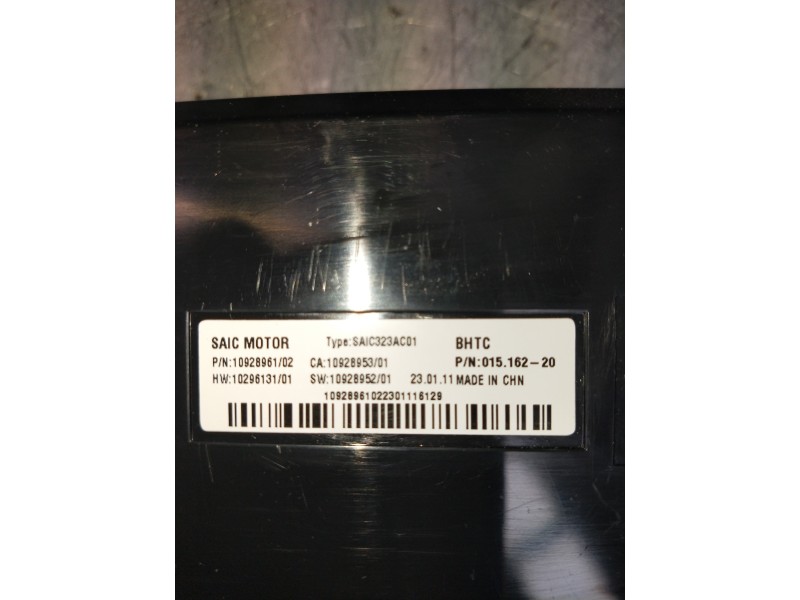 SAIC MOTOR Type:SAIC323AC01 BHTC
P/N:10928961/02 CA:10928953/01 P/N:015.162-20
HW:10296131/01 SW:10928952/01 23.01.11 MADE IN CHN
10928961022301116129